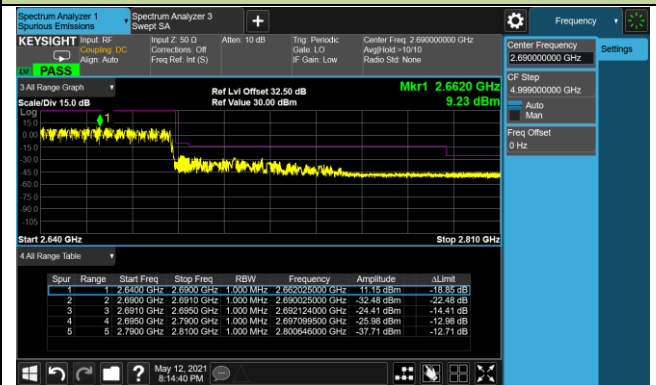 Spectrum Analyzer 1
Spurious Emissions
Spectrum Analyzer 3
Swept SA
Frequency
KEYSIGHT
Input: RF
Coupling: DC
Align: Auto
Input Z: 50 Ω
Corrections: Off
Freq Ref: Int (S)
Atten: 10 dB
Trig: Periodic
Gate: LO
IF Gain: Low
Center Freq: 2.690000000 GHz
Avg|Hold:>10/10
Radio Std: None
PASS
Center Frequency
2.690000000 GHz
Settings
CF Step
4.999000000 GHz
Auto
Man
Freq Offset
0 Hz
3 All Range Graph
Scale/Div 15.0 dB
Ref Lvl Offset 32.50 dB
Ref Value 30.00 dBm
Mkr1 2.6620 GHz
9.23 dBm
Log
15.0
0.00
-15.0
-30.0
-45.0
-60.0
-75.0
-90.0
-105
1
Start 2.640 GHz
Stop 2.810 GHz
4 All Range Table
Spur Range Start Freq Stop Freq RBW Frequency Amplitude ΔLimit
1 1 2.6400 GHz 2.6900 GHz 1.000 MHz 2.662025000 GHz 11.15 dBm -18.85 dB
2 2 2.6900 GHz 2.6910 GHz 1.000 MHz 2.690025000 GHz -32.48 dBm -22.48 dB
3 3 2.6910 GHz 2.6950 GHz 1.000 MHz 2.692124000 GHz -24.41 dBm -14.41 dB
4 4 2.6950 GHz 2.7900 GHz 1.000 MHz 2.697099500 GHz -25.98 dBm -12.98 dB
5 5 2.7900 GHz 2.8100 GHz 1.000 MHz 2.800646000 GHz -37.71 dBm -12.71 dB
May 12, 2021
8:14:40 PM